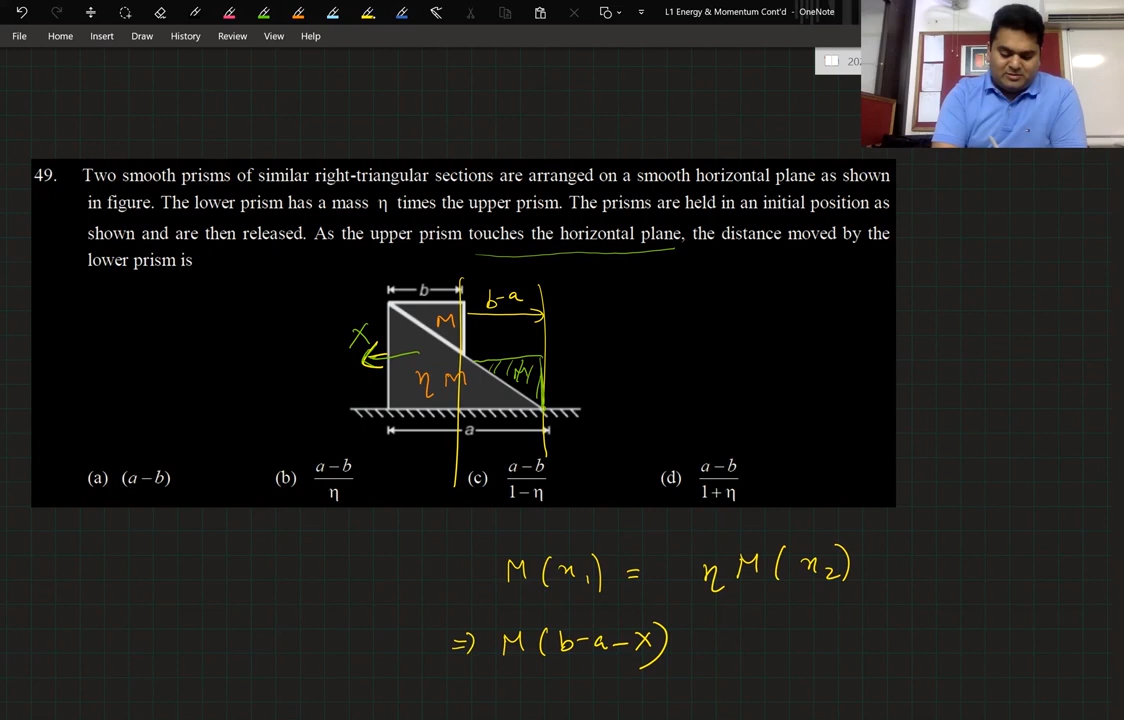 L1 Energy & Momentum Cont'd - OneNote
File Home Insert Draw History Review View Help
49. Two smooth prisms of similar right-triangular sections are arranged on a smooth horizontal plane as shown
in figure. The lower prism has a mass η times the upper prism. The prisms are held in an initial position as
shown and are then released. As the upper prism touches the horizontal plane, the distance moved by the
lower prism is
b
b-a
M
X
η M
a
(a) (a – b) (b) a – b / η (c) a – b / 1 – η (d) a – b / 1 + η
M(x₁) = ηM(x₂)
⇒ M(b-a-X)